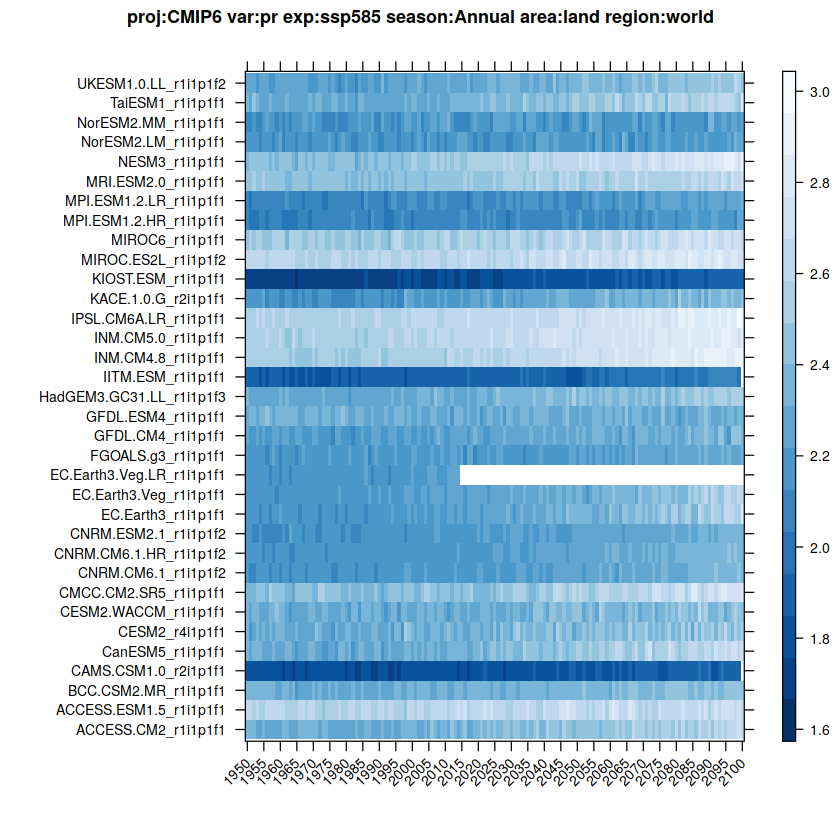 proj:CMIP6 var:pr exp:ssp585 season:Annual area:land region:world
UKESM1.0.LL_r1i1p1f2
TaiESM1_r1i1p1f1
NorESM2.MM_r1i1p1f1
NorESM2.LM_r1i1p1f1
NESM3_r1i1p1f1
MRI.ESM2.0_r1i1p1f1
MPI.ESM1.2.LR_r1i1p1f1
MPI.ESM1.2.HR_r1i1p1f1
MIROC6_r1i1p1f1
MIROC.ES2L_r1i1p1f2
KIOST.ESM_r1i1p1f1
KACE.1.0.G_r2i1p1f1
IPSL.CM6A.LR_r1i1p1f1
INM.CM5.0_r1i1p1f1
INM.CM4.8_r1i1p1f1
IITM.ESM_r1i1p1f1
HadGEM3.GC31.LL_r1i1p1f3
GFDL.ESM4_r1i1p1f1
GFDL.CM4_r1i1p1f1
FGOALS.g3_r1i1p1f1
EC.Earth3.Veg.LR_r1i1p1f1
EC.Earth3.Veg_r1i1p1f1
EC.Earth3_r1i1p1f1
CNRM.ESM2.1_r1i1p1f2
CNRM.CM6.1.HR_r1i1p1f2
CNRM.CM6.1_r1i1p1f2
CMCC.CM2.SR5_r1i1p1f1
CESM2.WACCM_r1i1p1f1
CESM2_r4i1p1f1
CanESM5_r1i1p1f1
CAMS.CSM1.0_r2i1p1f1
BCC.CSM2.MR_r1i1p1f1
ACCESS.ESM1.5_r1i1p1f1
ACCESS.CM2_r1i1p1f1
1950 1955 1960 1965 1970 1975 1980 1985 1990 1995 2000 2005 2010 2015 2020 2025 2030 2035 2040 2045 2050 2055 2060 2065 2070 2075 2080 2085 2090 2095 2100
3.0
2.8
2.6
2.4
2.2
2.0
1.8
1.6